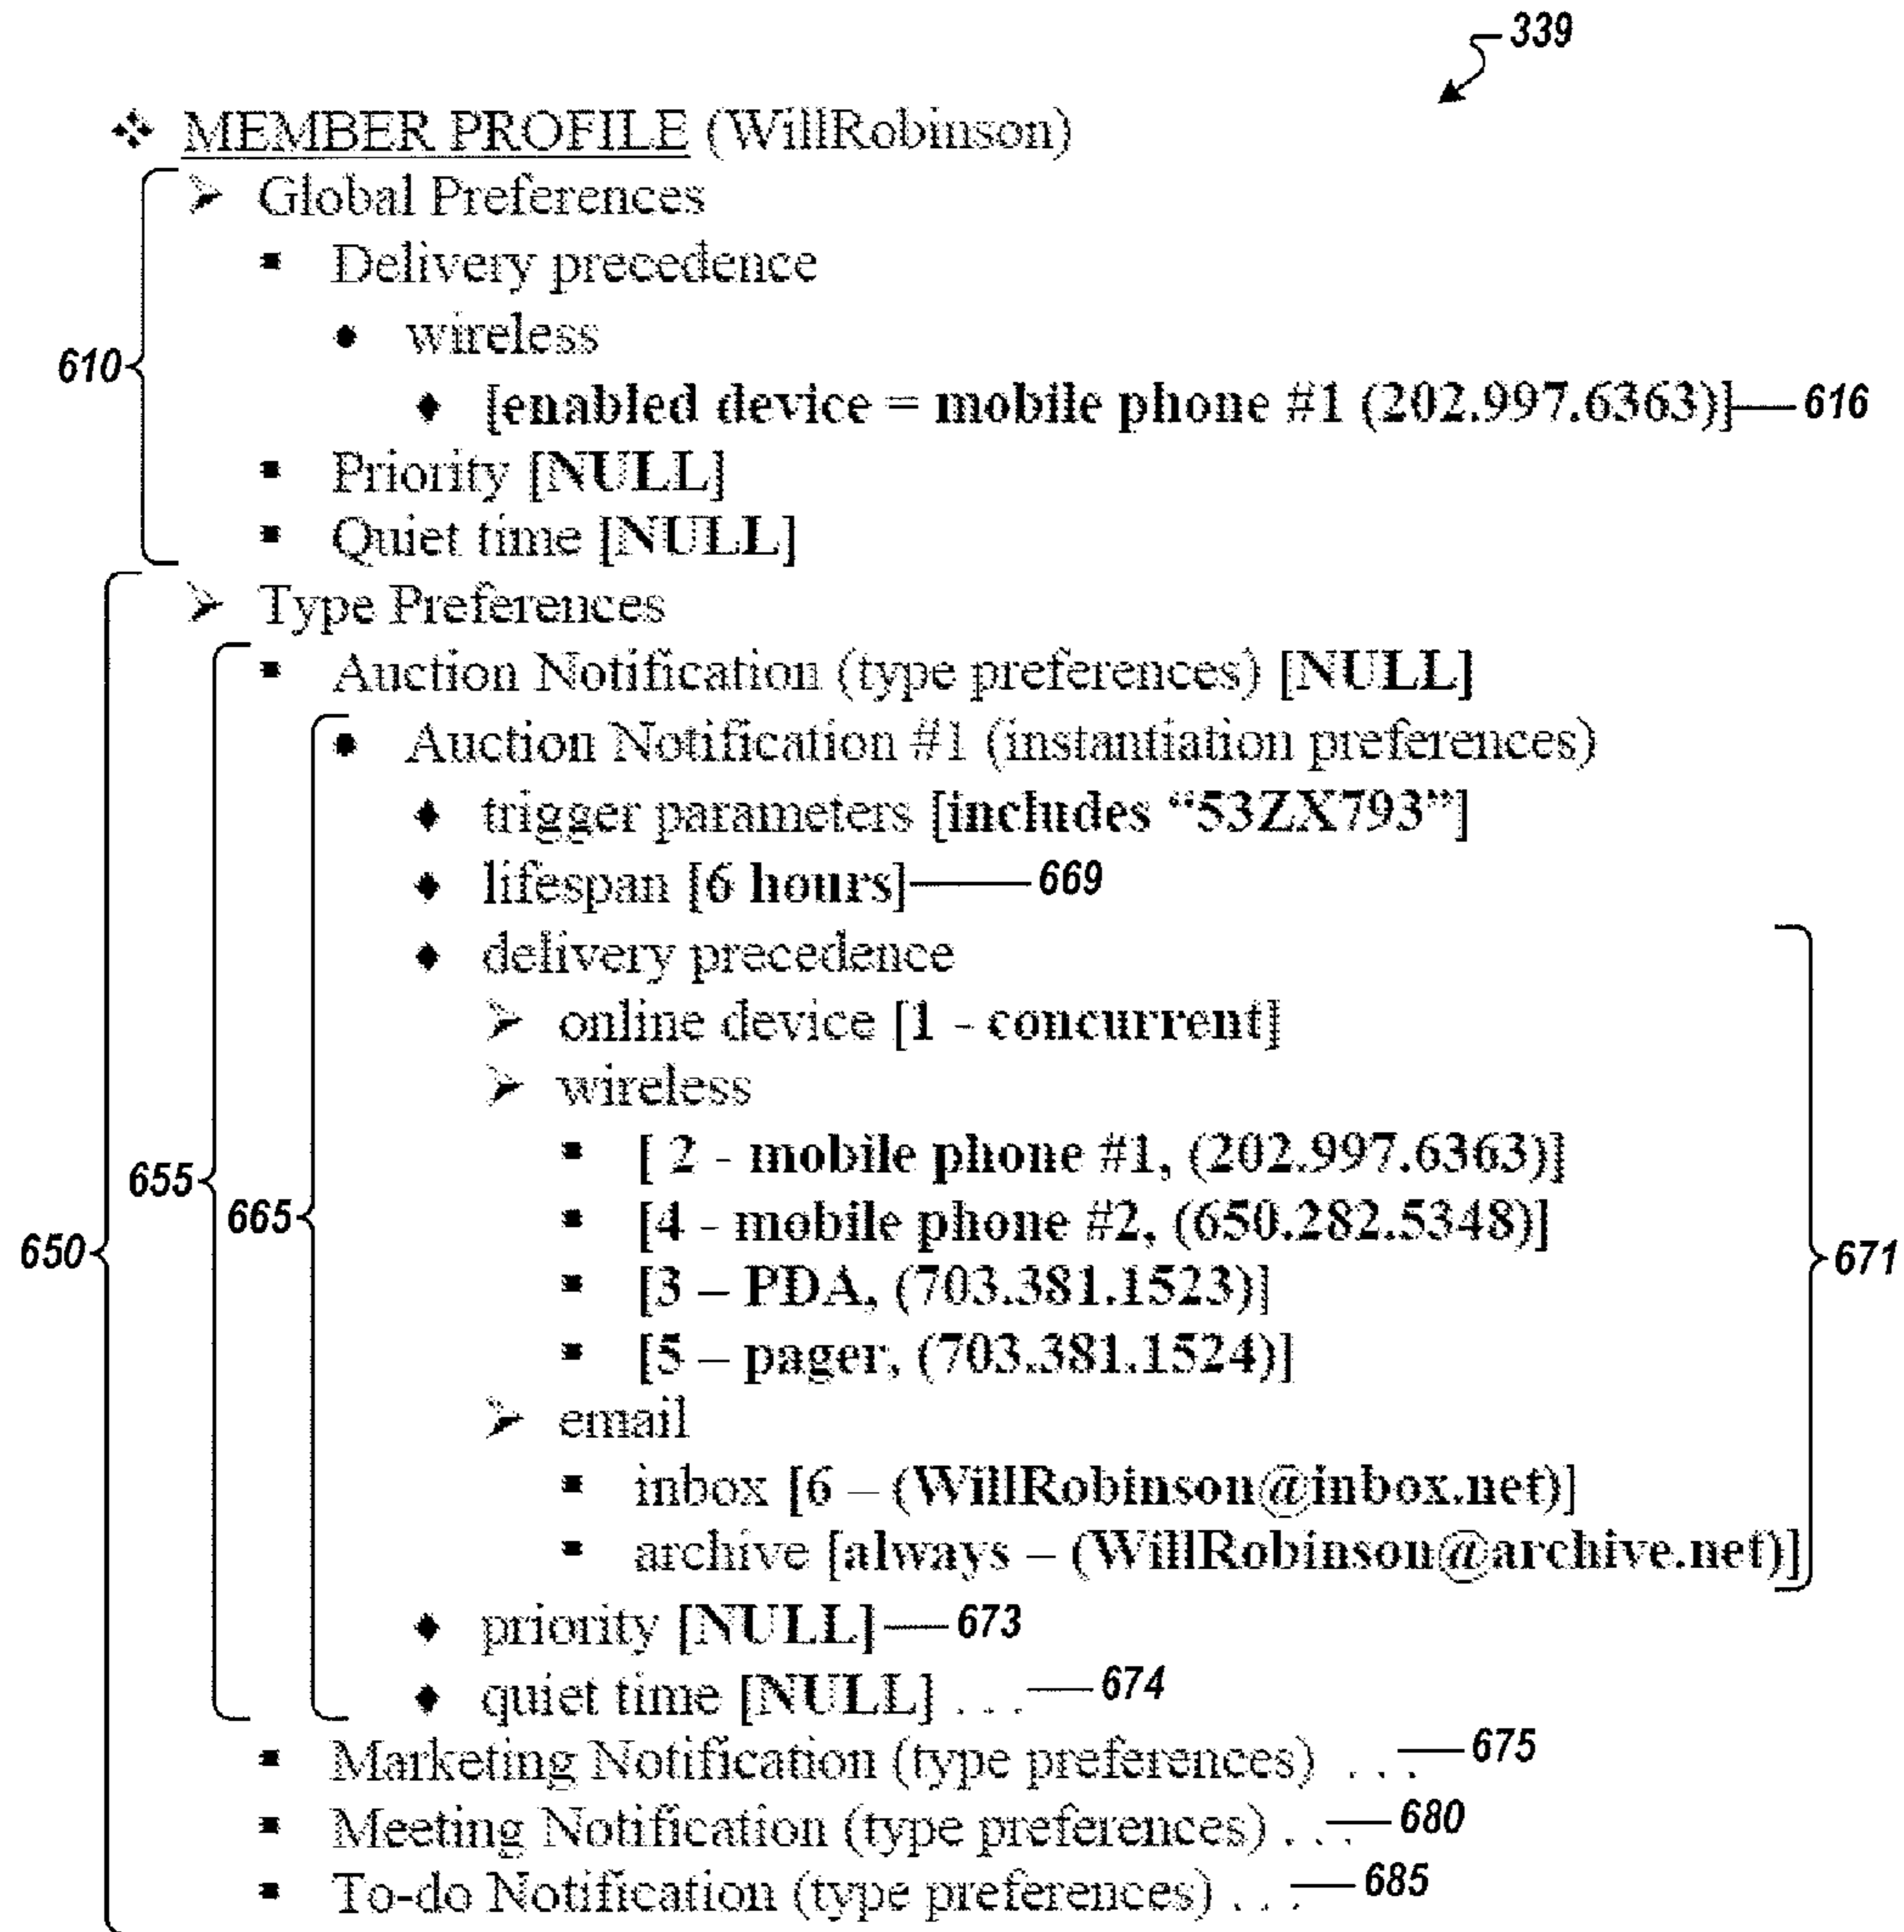 339
❖ MEMBER PROFILE (WillRobinson)
➢ Global Preferences
▪ Delivery precedence
• wireless
610
♦ [enabled device = mobile phone #1 (202.997.6363)] 616
▪ Priority [NULL]
▪ Quiet time [NULL]
➢ Type Preferences
▪ Auction Notification (type preferences) [NULL]
• Auction Notification #1 (instantiation preferences)
♦ trigger parameters [includes “53ZX793”]
♦ lifespan [6 hours] 669
♦ delivery precedence
➢ online device [1 - concurrent]
➢ wireless
▪ [ 2 - mobile phone #1, (202.997.6363)]
655
665
▪ [4 - mobile phone #2, (650.282.5348)]
650
671
▪ [3 – PDA, (703.381.1523)]
▪ [5 – pager, (703.381.1524)]
➢ email
▪ inbox [6 – (WillRobinson@inbox.net)]
▪ archive [always – (WillRobinson@archive.net)]
♦ priority [NULL] 673
♦ quiet time [NULL] . . . 674
▪ Marketing Notification (type preferences) . . . 675
▪ Meeting Notification (type preferences) . . . 680
▪ To-do Notification (type preferences) . . . 685